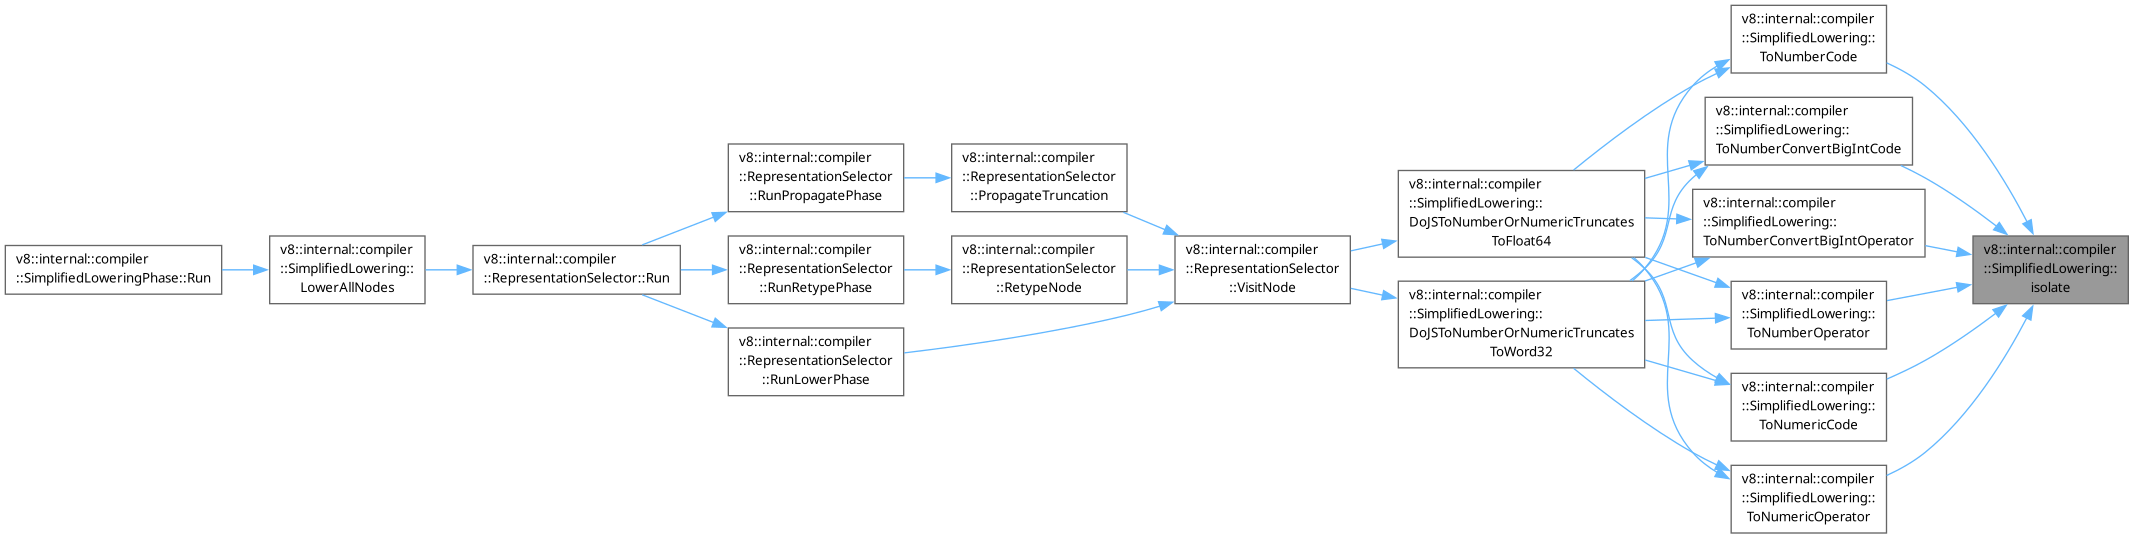 v8::internal::compiler
::SimplifiedLoweringPhase::Run
v8::internal::compiler
::SimplifiedLowering::
LowerAllNodes
v8::internal::compiler
::RepresentationSelector::Run
v8::internal::compiler
::RepresentationSelector
::RunPropagatePhase
v8::internal::compiler
::RepresentationSelector
::RunRetypePhase
v8::internal::compiler
::RepresentationSelector
::RunLowerPhase
v8::internal::compiler
::RepresentationSelector
::PropagateTruncation
v8::internal::compiler
::RepresentationSelector
::RetypeNode
v8::internal::compiler
::RepresentationSelector
::VisitNode
v8::internal::compiler
::SimplifiedLowering::
DoJSToNumberOrNumericTruncates
ToFloat64
v8::internal::compiler
::SimplifiedLowering::
DoJSToNumberOrNumericTruncates
ToWord32
v8::internal::compiler
::SimplifiedLowering::
ToNumberCode
v8::internal::compiler
::SimplifiedLowering::
ToNumberConvertBigIntCode
v8::internal::compiler
::SimplifiedLowering::
ToNumberConvertBigIntOperator
v8::internal::compiler
::SimplifiedLowering::
ToNumberOperator
v8::internal::compiler
::SimplifiedLowering::
ToNumericCode
v8::internal::compiler
::SimplifiedLowering::
ToNumericOperator
v8::internal::compiler
::SimplifiedLowering::
isolate